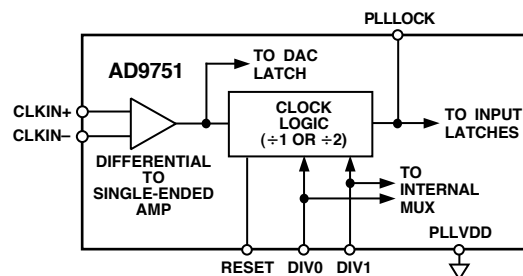 PLLLOCK
AD9751
TO DAC
LATCH
CLKIN+
CLKIN–
CLOCK
LOGIC
(÷1 OR ÷2)
TO INPUT
LATCHES
DIFFERENTIAL
TO
SINGLE-ENDED
AMP
TO
INTERNAL
MUX
PLLVDD
RESET
DIV0
DIV1